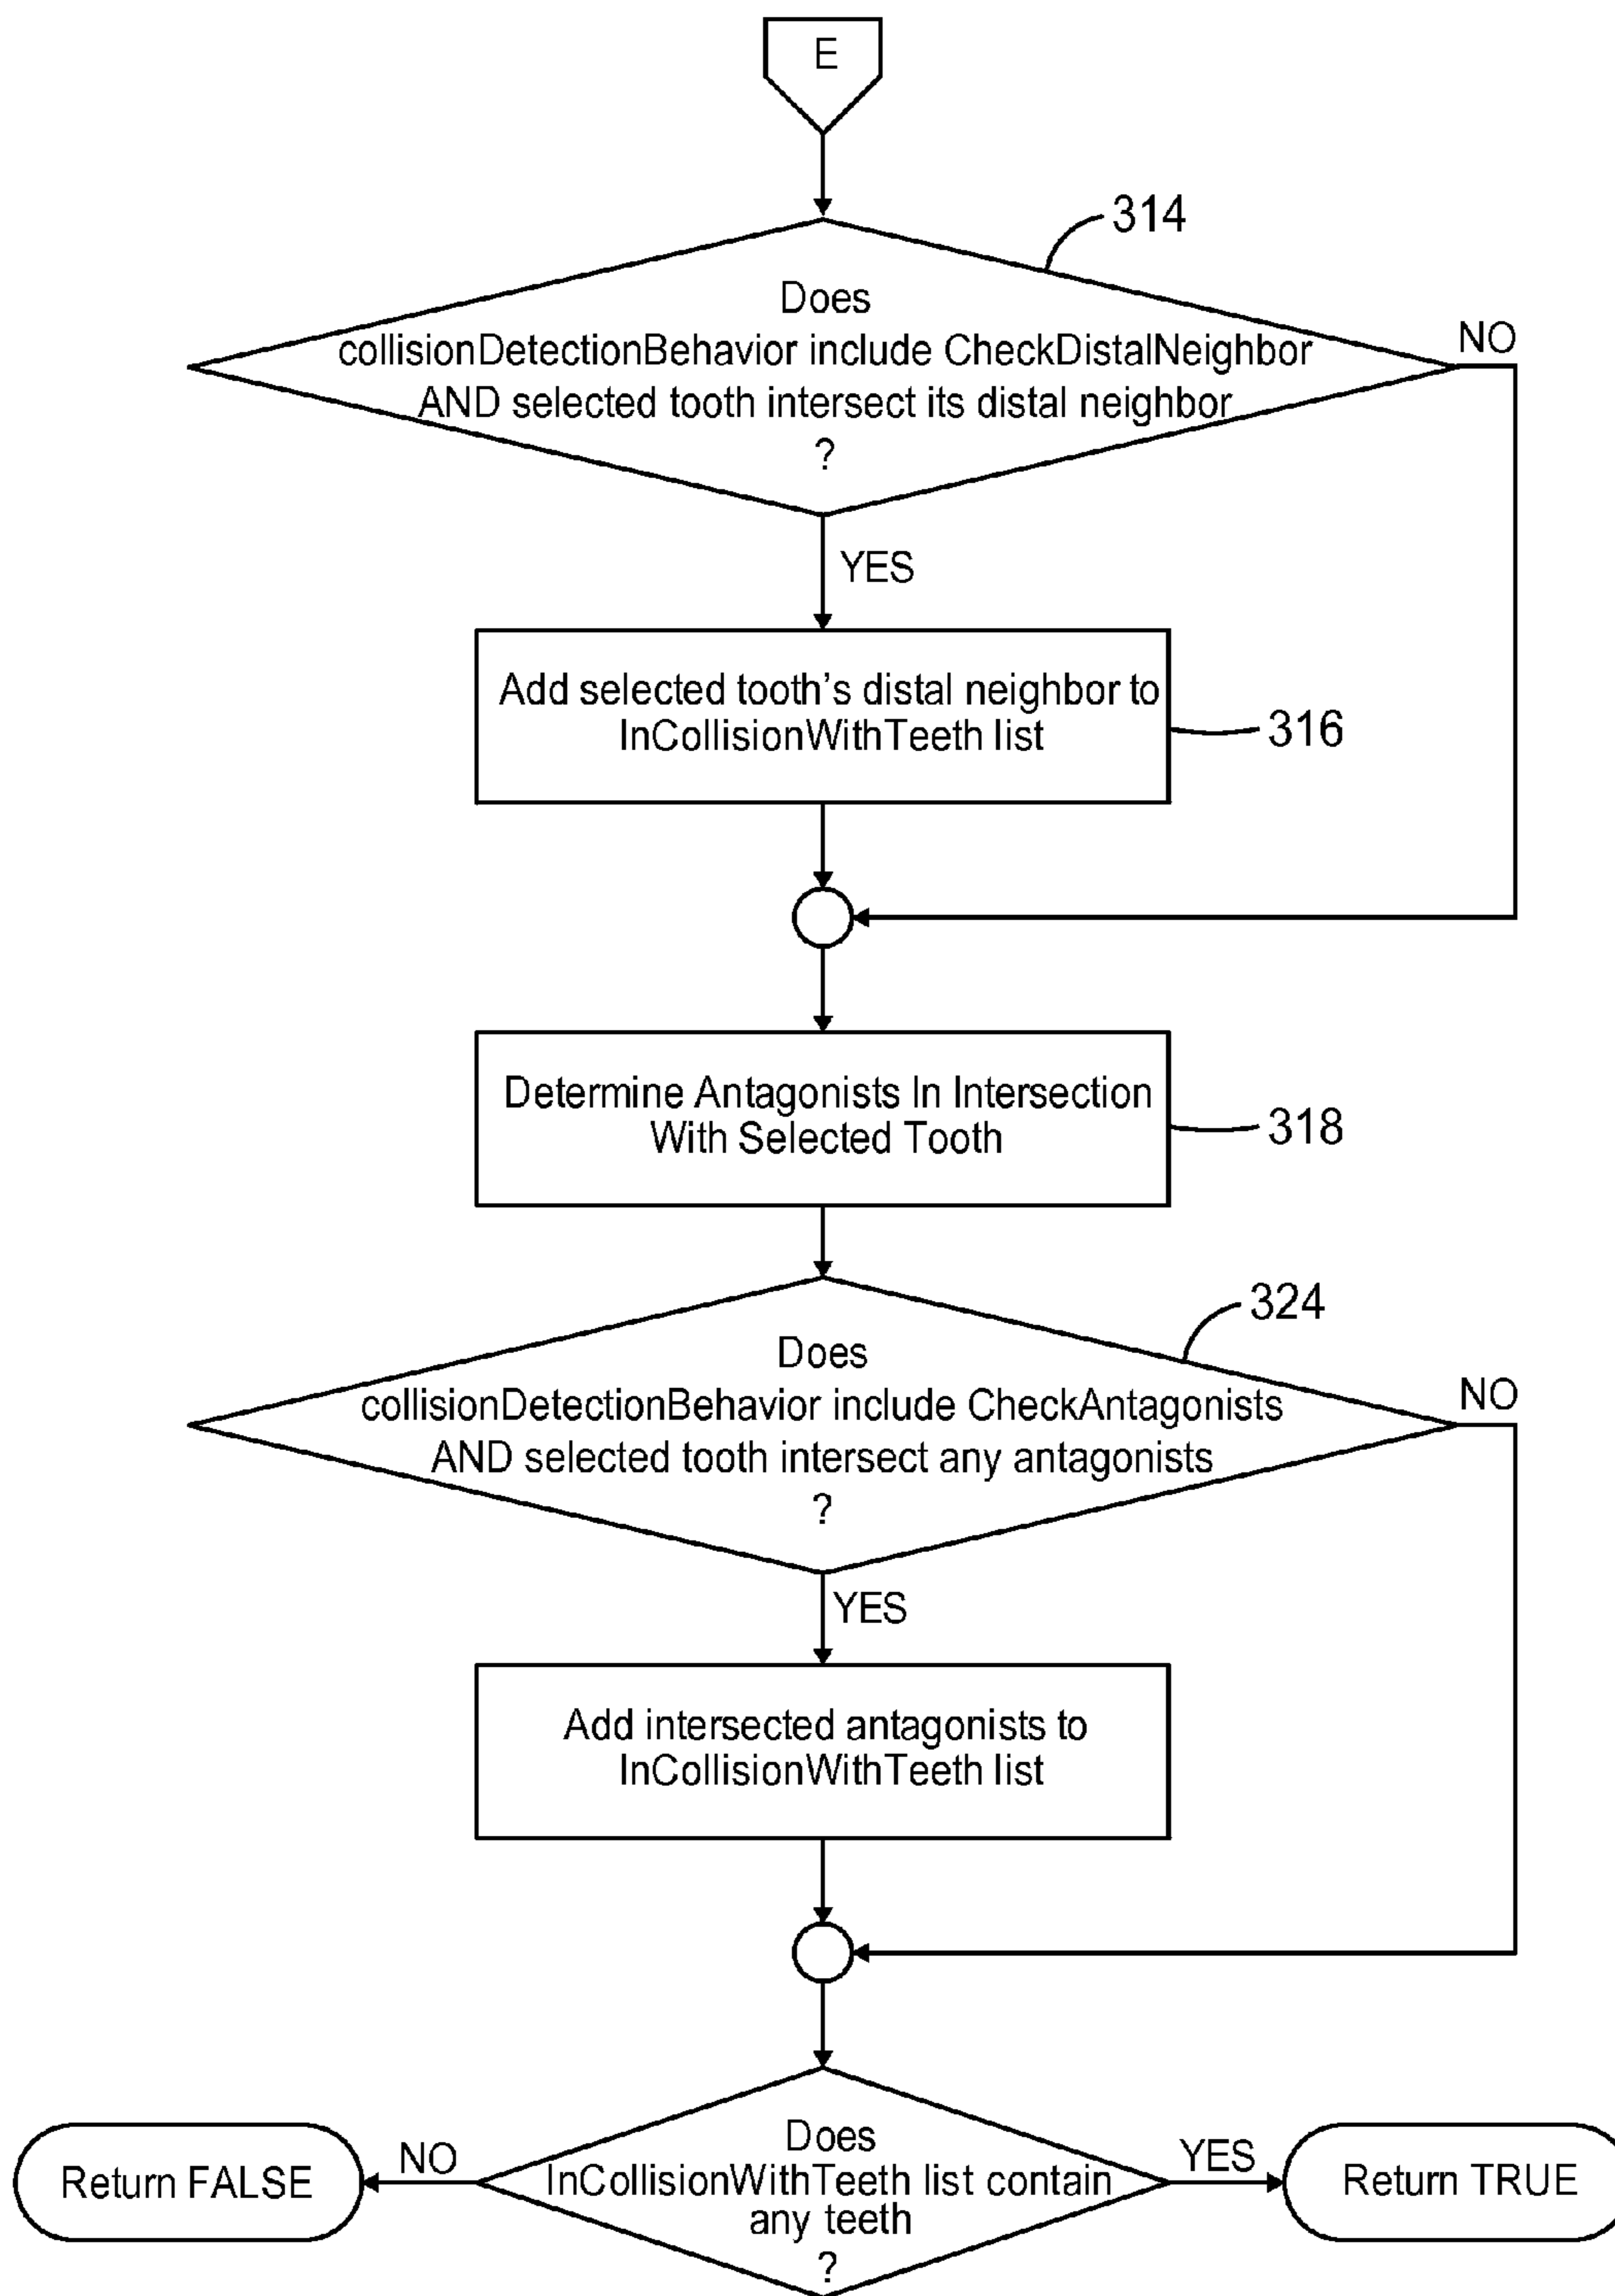 E
314
Does
collisionDetectionBehavior include CheckDistalNeighbor
AND selected tooth intersect its distal neighbor
?
NO
YES
Add selected tooth's distal neighbor to
InCollisionWithTeeth list
316
Determine Antagonists In Intersection
With Selected Tooth
318
324
Does
collisionDetectionBehavior include CheckAntagonists
AND selected tooth intersect any antagonists
?
NO
YES
Add intersected antagonists to
InCollisionWithTeeth list
Does
InCollisionWithTeeth list contain
any teeth
?
NO
Return FALSE
YES
Return TRUE